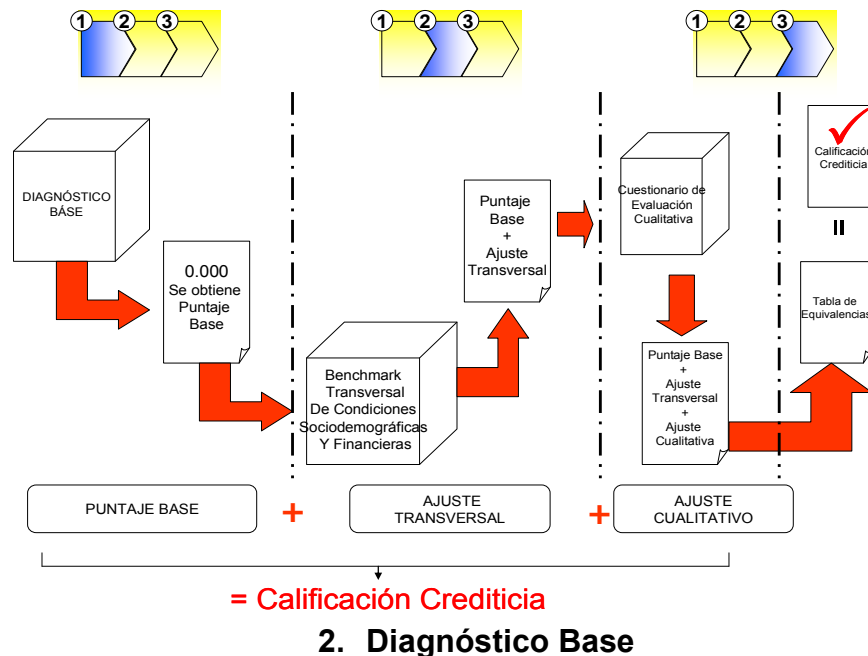 1 2 3
1 2 3
1 2 3
DIAGNÓSTICO
BÁSE
0.000
Se obtiene
Puntaje
Base
Benchmark
Transversal
De Condiciones
Sociodemográficas
Y Financieras
Puntaje
Base
+
Ajuste
Transversal
Cuestionario de
Evaluación
Cualitativa
Puntaje Base
+
Ajuste
Transversal
+
Ajuste
Cualitativa
Calificación
Crediticia
=
Tabla de
Equivalencias
PUNTAJE BASE
+
AJUSTE
TRANSVERSAL
+
AJUSTE
CUALITATIVO
= Calificación Crediticia
2. Diagnóstico Base